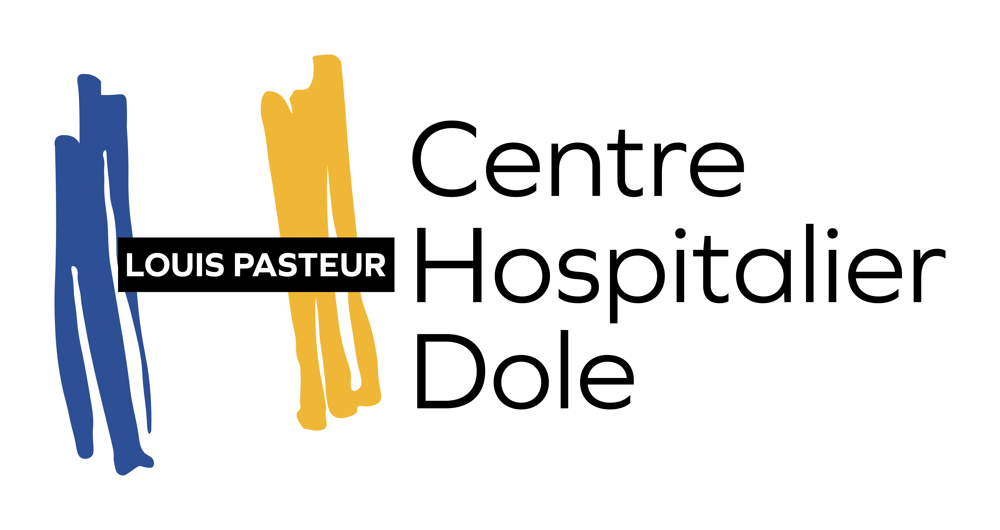 LOUIS PASTEUR
Centre
Hospitalier
Dole